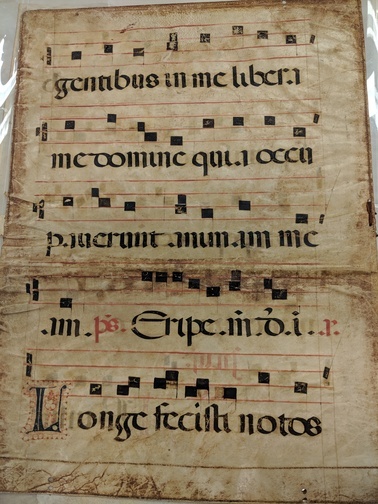 gentibus in me libera
me domine quia occu
paverunt animam me
am. ps. Eripe. m. d. i. r.
Longe fecisti notos